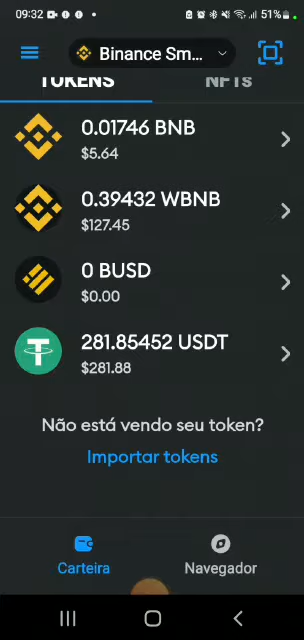 09:32
51%
Binance Sm...
TOKENS
NFTS
0.01746 BNB
$5.64
0.39432 WBNB
$127.45
0 BUSD
$0.00
281.85452 USDT
$281.88
Não está vendo seu token?
Importar tokens
Carteira
Navegador